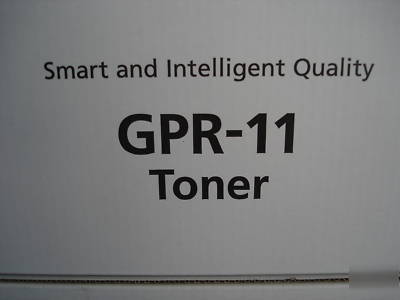 Smart and Intelligent Quality
GPR-11
Toner